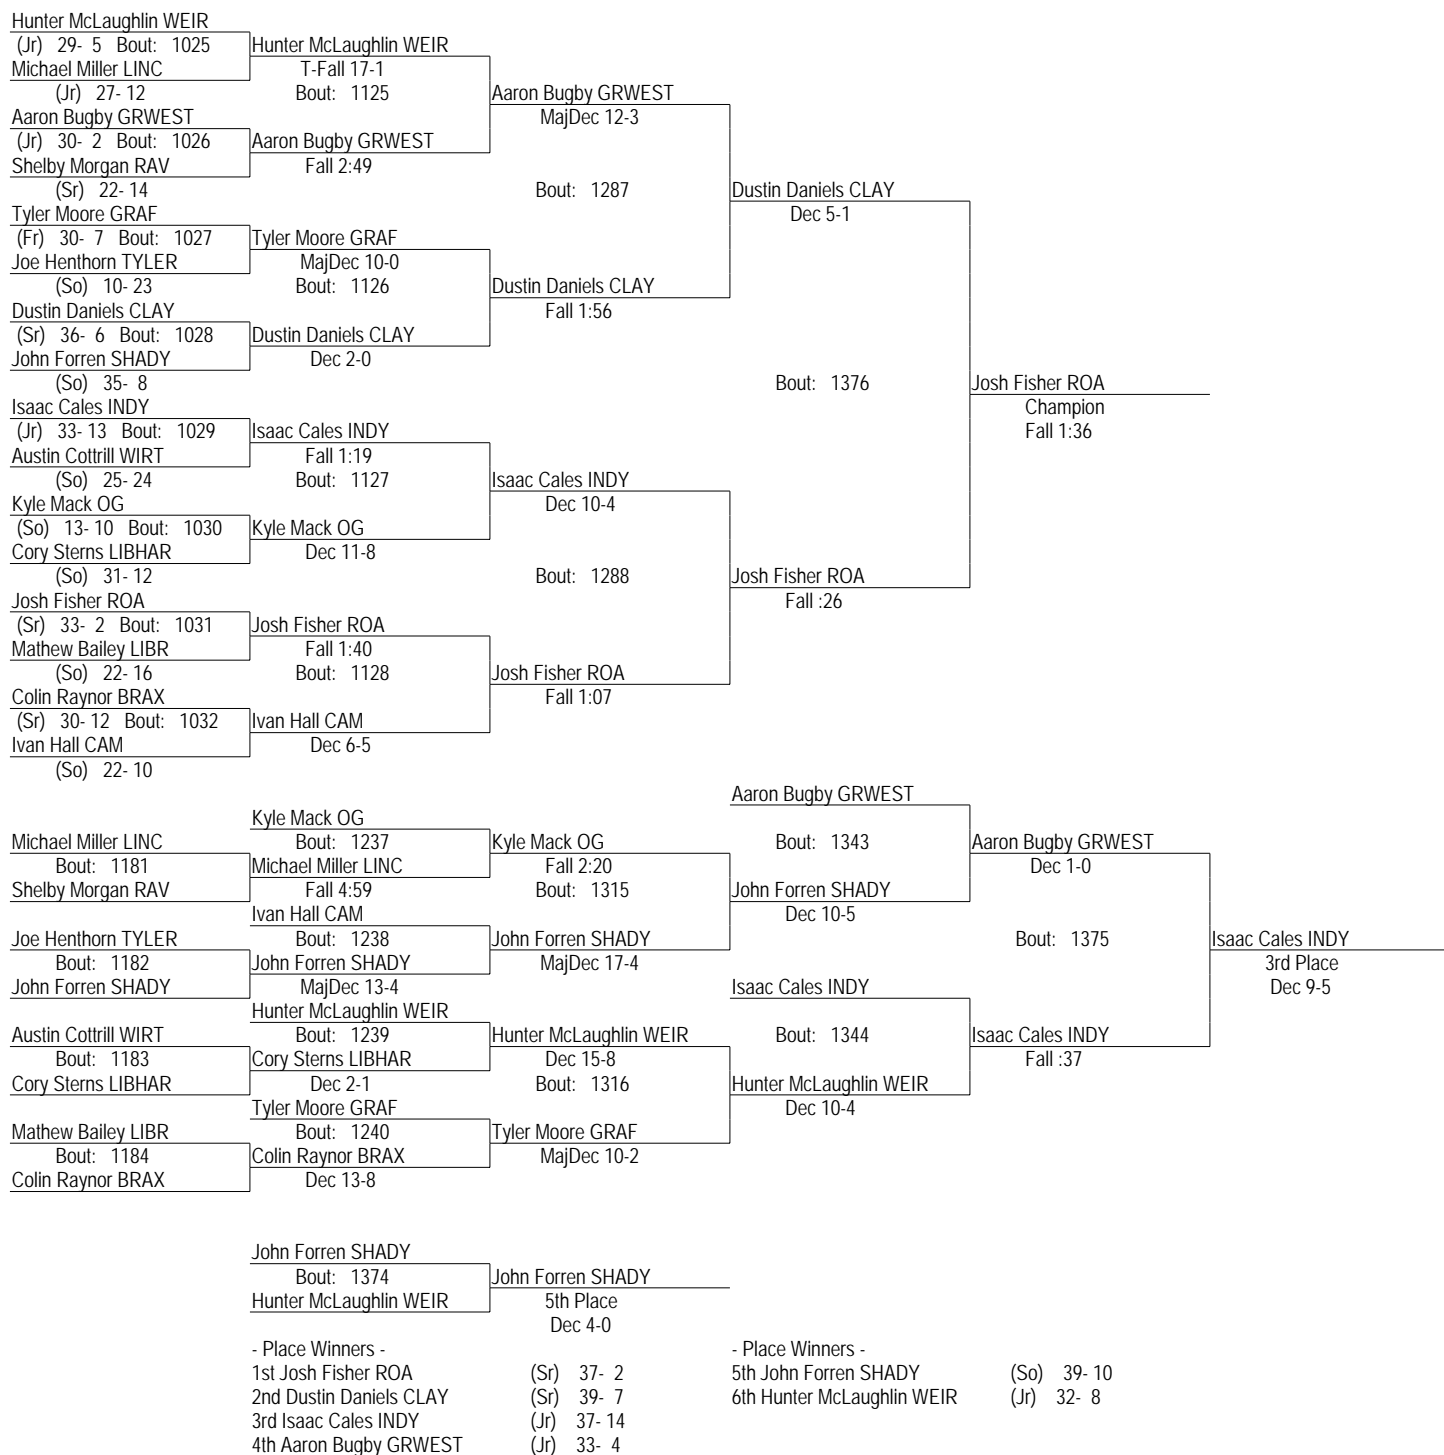 Hunter McLaughlin WEIR
(Jr) 29- 5 Bout: 1025 Hunter McLaughlin WEIR
Michael Miller LINC T-Fall 17-1
(Jr) 27- 12 Bout: 1125 Aaron Bugby GRWEST
Aaron Bugby GRWEST MajDec 12-3
(Jr) 30- 2 Bout: 1026 Aaron Bugby GRWEST
Shelby Morgan RAV Fall 2:49
(Sr) 22- 14 Bout: 1287 Dustin Daniels CLAY
Tyler Moore GRAF Dec 5-1
(Fr) 30- 7 Bout: 1027 Tyler Moore GRAF
Joe Henthorn TYLER MajDec 10-0
(So) 10- 23 Bout: 1126 Dustin Daniels CLAY
Dustin Daniels CLAY Fall 1:56
(Sr) 36- 6 Bout: 1028 Dustin Daniels CLAY
John Forren SHADY Dec 2-0
(So) 35- 8 Bout: 1376 Josh Fisher ROA
Isaac Cales INDY Champion
(Jr) 33- 13 Bout: 1029 Isaac Cales INDY Fall 1:36
Austin Cottrill WIRT Fall 1:19
(So) 25- 24 Bout: 1127 Isaac Cales INDY
Kyle Mack OG Dec 10-4
(So) 13- 10 Bout: 1030 Kyle Mack OG
Cory Sterns LIBHAR Dec 11-8
(So) 31- 12 Bout: 1288 Josh Fisher ROA
Josh Fisher ROA Fall :26
(Sr) 33- 2 Bout: 1031 Josh Fisher ROA
Mathew Bailey LIBR Fall 1:40
(So) 22- 16 Bout: 1128 Josh Fisher ROA
Colin Raynor BRAX Fall 1:07
(Sr) 30- 12 Bout: 1032 Ivan Hall CAM
Ivan Hall CAM Dec 6-5
(So) 22- 10
Aaron Bugby GRWEST
Kyle Mack OG
Michael Miller LINC Bout: 1237 Kyle Mack OG Bout: 1343 Aaron Bugby GRWEST
Bout: 1181 Michael Miller LINC Fall 2:20 Dec 1-0
Shelby Morgan RAV Fall 4:59 Bout: 1315 John Forren SHADY
Ivan Hall CAM Dec 10-5
Joe Henthorn TYLER Bout: 1238 John Forren SHADY Bout: 1375 Isaac Cales INDY
Bout: 1182 John Forren SHADY MajDec 17-4 3rd Place
John Forren SHADY MajDec 13-4 Isaac Cales INDY Dec 9-5
Hunter McLaughlin WEIR
Austin Cottrill WIRT Bout: 1239 Hunter McLaughlin WEIR Bout: 1344 Isaac Cales INDY
Bout: 1183 Cory Sterns LIBHAR Dec 15-8 Fall :37
Cory Sterns LIBHAR Dec 2-1 Bout: 1316 Hunter McLaughlin WEIR
Tyler Moore GRAF Dec 10-4
Mathew Bailey LIBR Bout: 1240 Tyler Moore GRAF
Bout: 1184 Colin Raynor BRAX MajDec 10-2
Colin Raynor BRAX Dec 13-8
John Forren SHADY
Bout: 1374 John Forren SHADY
Hunter McLaughlin WEIR 5th Place
Dec 4-0
- Place Winners - - Place Winners -
1st Josh Fisher ROA (Sr) 37- 2 5th John Forren SHADY (So) 39- 10
2nd Dustin Daniels CLAY (Sr) 39- 7 6th Hunter McLaughlin WEIR (Jr) 32- 8
3rd Isaac Cales INDY (Jr) 37- 14
4th Aaron Bugby GRWEST (Jr) 33- 4